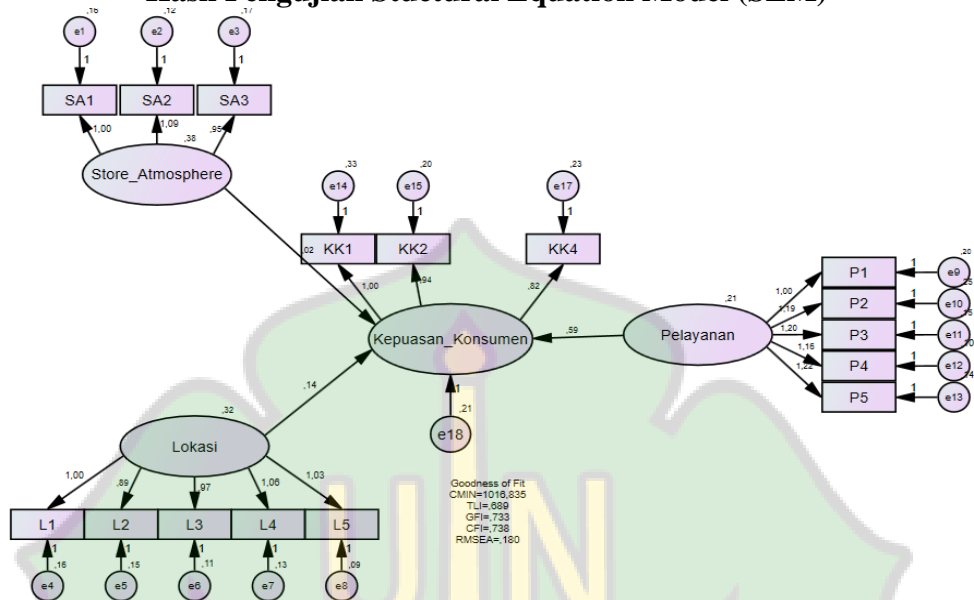 Hasil Pengujian Stuctural Equation Model (SEM)
,16 ,12 ,17
e1 e2 e3
1 1 1
SA1 SA2 SA3
1,00 1,09 ,95
,38
Store_Atmosphere
,33 ,20 ,23
e14 e15 e17
1 1 1
,02 KK1 KK2 KK4
1,00 ,94 ,82
Kepuasan_Konsumen
,59
,21
Pelayanan
1,00 P1 1 e9 ,20
1,19 P2 1 e10
1,20 P3 1 e11
1,16 P4 1 e12
1,22 P5 1 e13
,14
1
,21
e18
,32
Lokasi
1,00 ,89 ,97 1,06 1,03
L1 L2 L3 L4 L5
1 1 1 1 1
,16 ,15 ,11 ,13 ,09
e4 e5 e6 e7 e8
Goodness of Fit
CMIN=1016,835
TLI=,689
GFI=,733
CFI=,738
RMSEA=,180
UIN